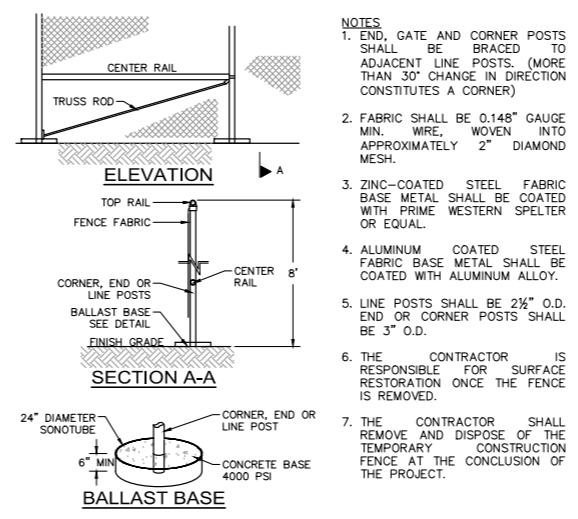 CENTER RAIL
TRUSS ROD
A
ELEVATION
TOP RAIL
FENCE FABRIC
CENTER
RAIL
8'
CORNER, END OR
LINE POSTS
BALLAST BASE
SEE DETAIL
FINISH GRADE
SECTION A-A
24" DIAMETER
SONOTUBE
CORNER, END OR
LINE POST
6" MIN
CONCRETE BASE
4000 PSI
BALLAST BASE
NOTES
1. END, GATE AND CORNER POSTS
SHALL BE BRACED TO
ADJACENT LINE POSTS. (MORE
THAN 30° CHANGE IN DIRECTION
CONSTITUTES A CORNER)
2. FABRIC SHALL BE 0.148" GAUGE
MIN. WIRE, WOVEN INTO
APPROXIMATELY 2" DIAMOND
MESH.
3. ZINC-COATED STEEL FABRIC
BASE METAL SHALL BE COATED
WITH PRIME WESTERN SPELTER
OR EQUAL.
4. ALUMINUM COATED STEEL
FABRIC BASE METAL SHALL BE
COATED WITH ALUMINUM ALLOY.
5. LINE POSTS SHALL BE 2½" O.D.
END OR CORNER POSTS SHALL
BE 3" O.D.
6. THE CONTRACTOR IS
RESPONSIBLE FOR SURFACE
RESTORATION ONCE THE FENCE
IS REMOVED.
7. THE CONTRACTOR SHALL
REMOVE AND DISPOSE OF THE
TEMPORARY CONSTRUCTION
FENCE AT THE CONCLUSION OF
THE PROJECT.